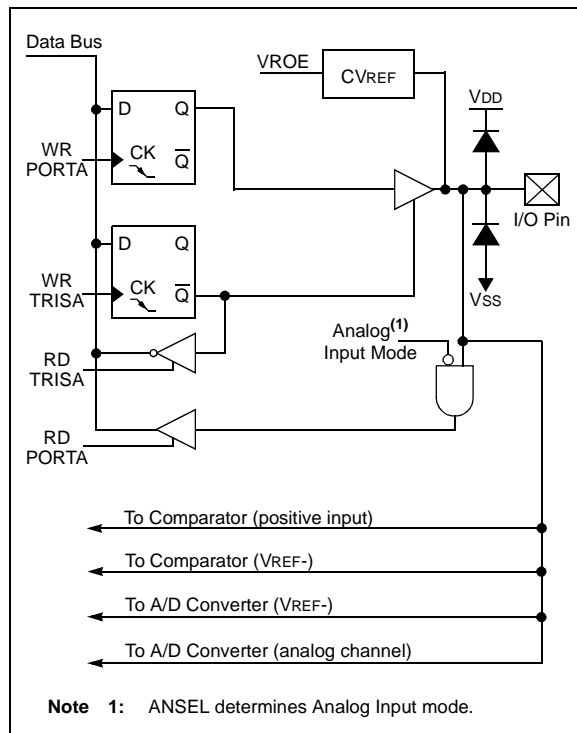 Data Bus
VROE
CVREF
VDD
D
Q
WR
PORTA
CK
Q
I/O Pin
D
Q
WR
TRISA
CK
Q
VSS
Analog(1)
Input Mode
RD
TRISA
RD
PORTA
To Comparator (positive input)
To Comparator (VREF-)
To A/D Converter (VREF-)
To A/D Converter (analog channel)
Note 1: ANSEL determines Analog Input mode.